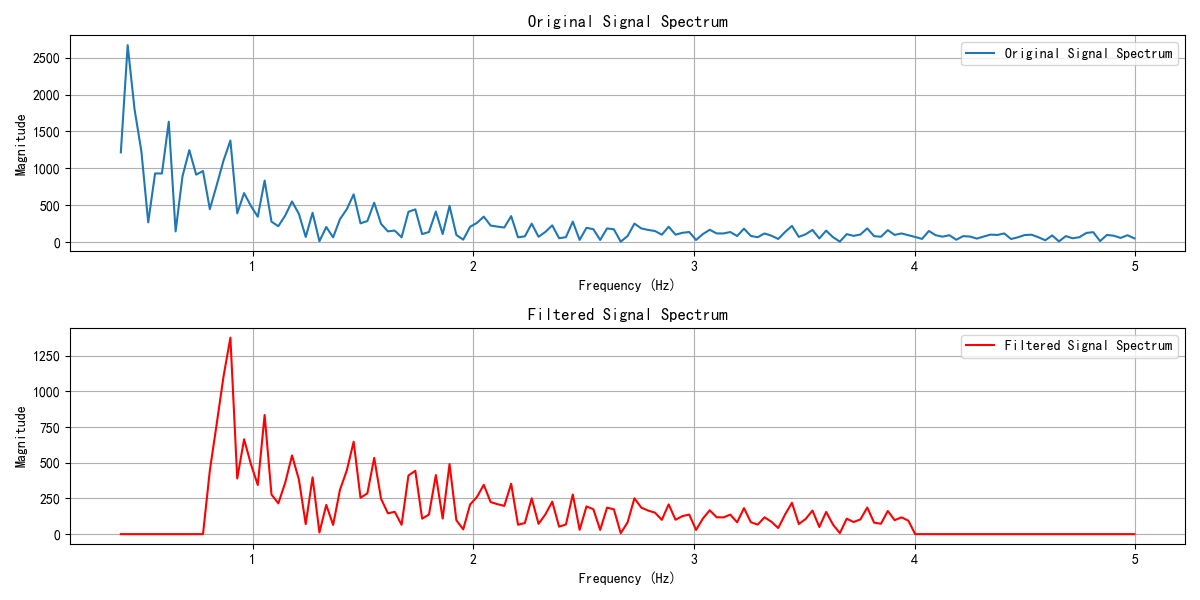 Original Signal Spectrum
Original Signal Spectrum
2500
2000
1500
1000
500
0
Magnitude
1 2 3 4 5
Frequency (Hz)
Filtered Signal Spectrum
Filtered Signal Spectrum
1250
1000
750
500
250
0
Magnitude
1 2 3 4 5
Frequency (Hz)